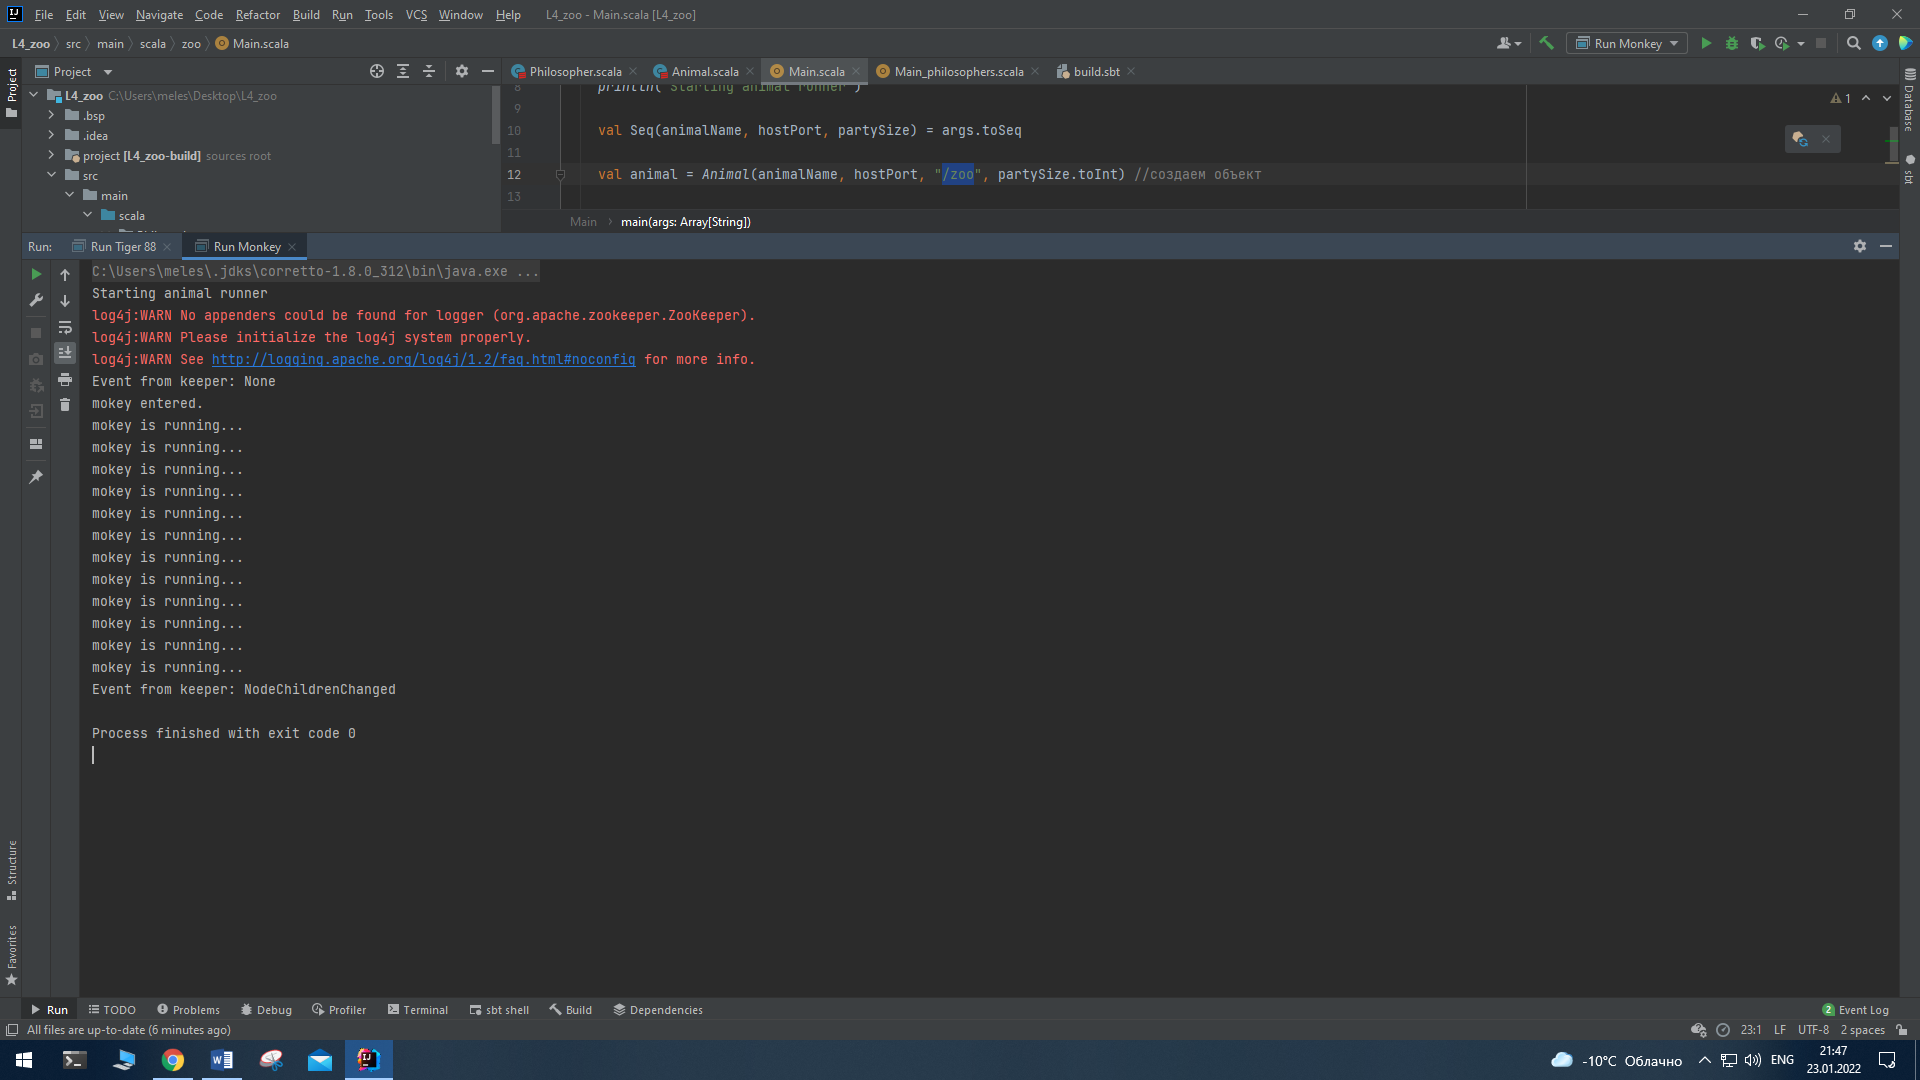 File Edit View Navigate Code Refactor Build Run Tools VCS Window Help L4_zoo - Main.scala [L4_zoo]
L4_zoo src main scala zoo Main.scala Run Monkey
Project Philosopher.scala Animal.scala Main.scala Main_philosophers.scala build.sbt
L4_zoo C:\Users\meles\Desktop\L4_zoo
.bsp
.idea
project [L4_zoo-build] sources root
src
main
scala
8 println("Starting animal runner")
1
9
10 val Seq(animalName, hostPort, partySize) = args.toSeq
11
12 val animal = Animal(animalName, hostPort, "/zoo", partySize.toInt) //создаем объект
13
Main main(args: Array[String])
Project
Database
sbt
Run: Run Tiger 88 Run Monkey
C:\Users\meles\.jdks\corretto-1.8.0_312\bin\java.exe ...
Starting animal runner
log4j:WARN No appenders could be found for logger (org.apache.zookeeper.ZooKeeper).
log4j:WARN Please initialize the log4j system properly.
log4j:WARN See http://logging.apache.org/log4j/1.2/faq.html#noconfig for more info.
Event from keeper: None
mokey entered.
mokey is running...
mokey is running...
mokey is running...
mokey is running...
mokey is running...
mokey is running...
mokey is running...
mokey is running...
mokey is running...
mokey is running...
mokey is running...
mokey is running...
Event from keeper: NodeChildrenChanged
Process finished with exit code 0
Structure
Favorites
Run TODO Problems Debug Profiler Terminal sbt shell Build Dependencies 2 Event Log
All files are up-to-date (6 minutes ago) 23:1 LF UTF-8 2 spaces
-10°C Облачно ENG 21:47
23.01.2022